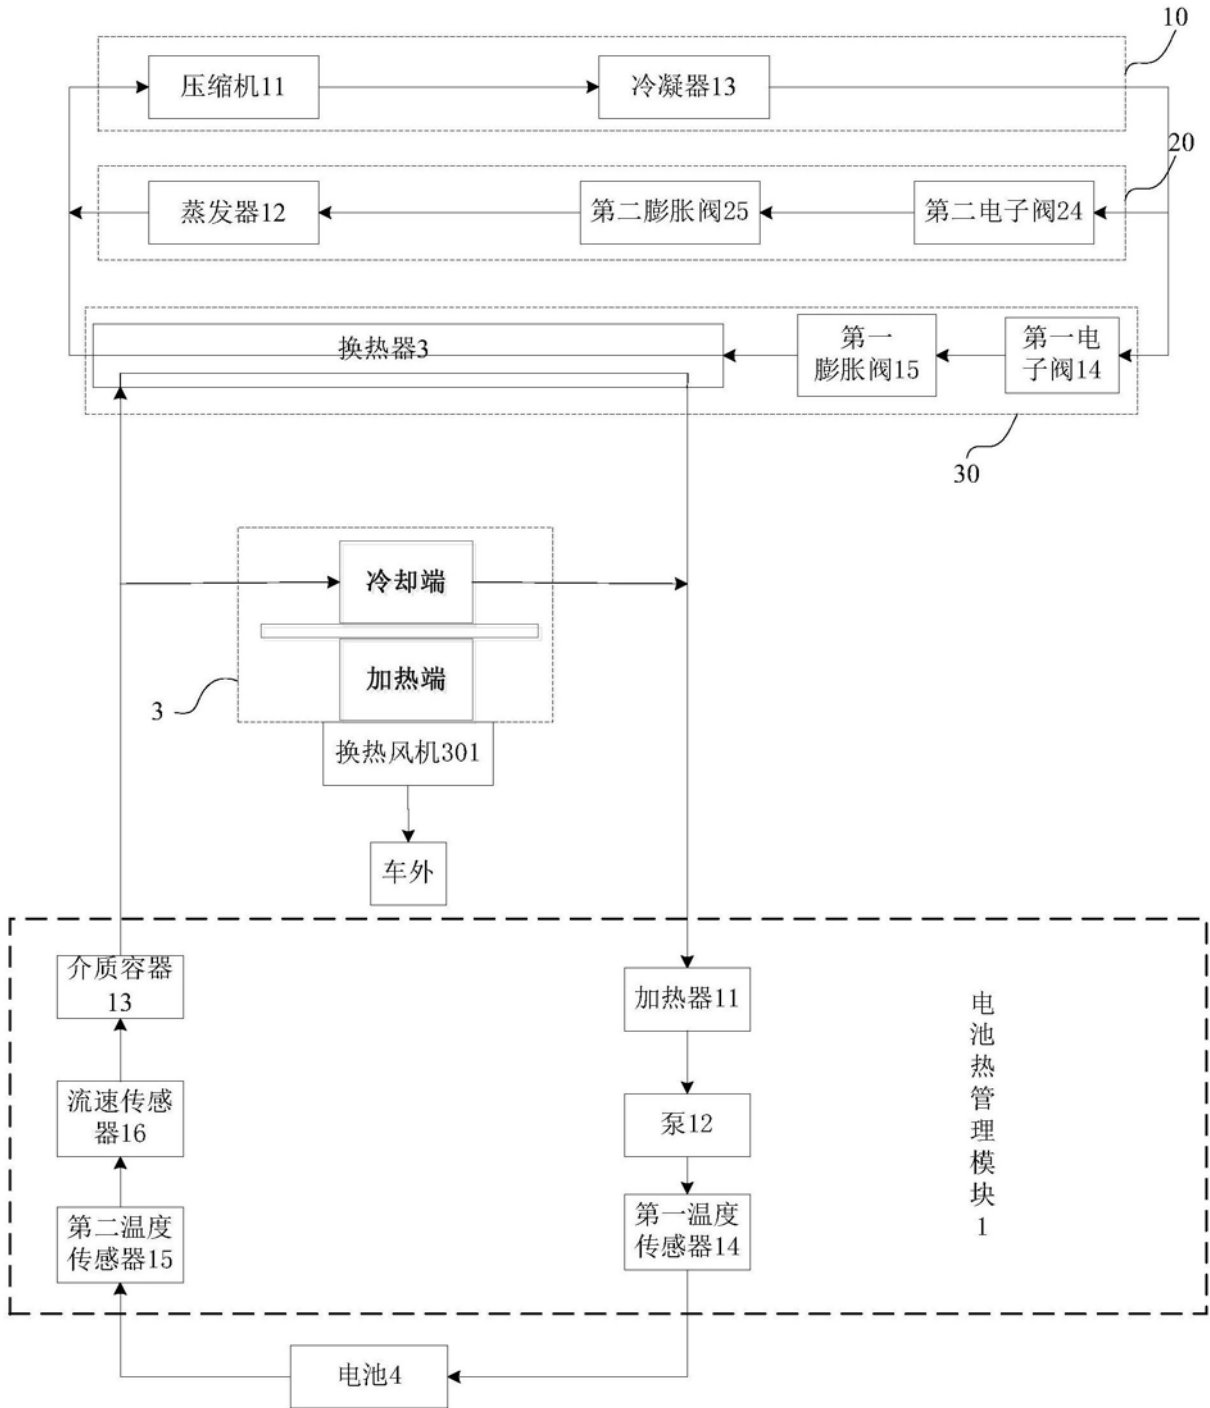 10
压缩机11
冷凝器13
20
蒸发器12
第二膨胀阀25
第二电子阀24
换热器3
第一
膨胀阀15
第一电
子阀14
30
冷却端
加热端
3
换热风机301
车外
介质容器
13
加热器11
电池热管理模块1
流速传感
器16
泵12
第二温度
传感器15
第一温度
传感器14
电池4